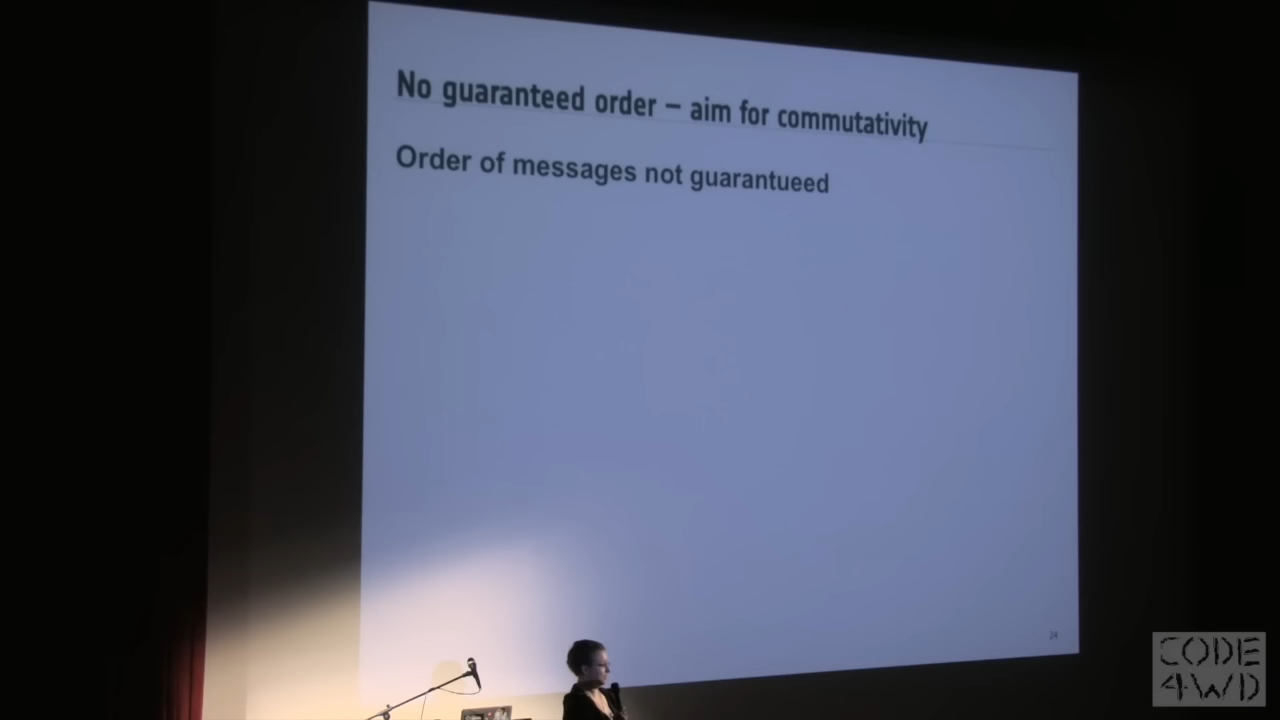 No guaranteed order – aim for commutativity
Order of messages not guarantueed
24
CODE
4WD